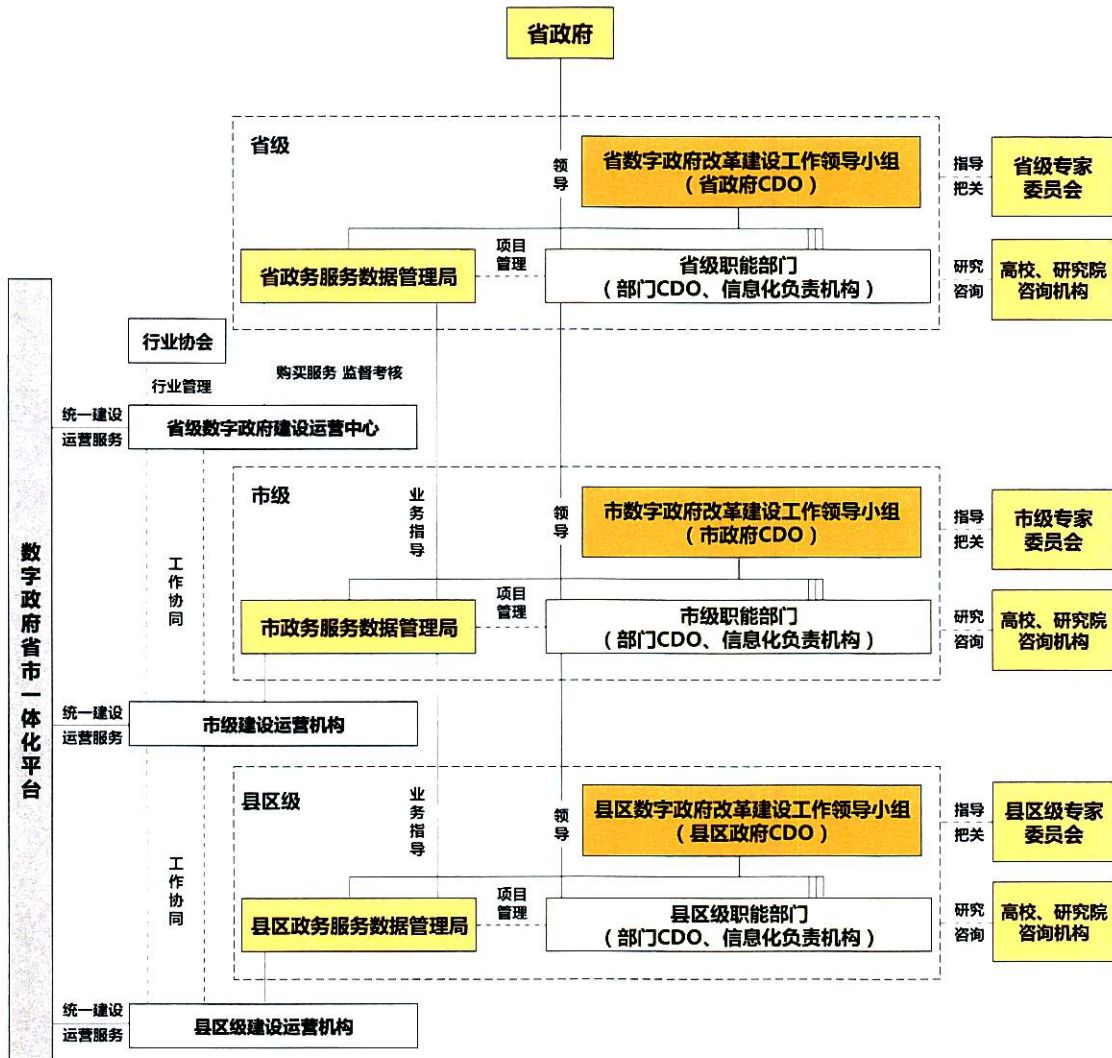 省政府
省级
领导
省数字政府改革建设工作领导小组
（省政府CDO）
指导
把关
省级专家
委员会
省政务服务数据管理局
项目
管理
省级职能部门
（部门CDO、信息化负责机构）
研究
咨询
高校、研究院
咨询机构
行业协会
行业管理
购买服务 监督考核
统一建设
运营服务
省级数字政府建设运营中心
数字政府省市一体化平台
工作协同
业务指导
市级
领导
市数字政府改革建设工作领导小组
（市政府CDO）
指导
把关
市级专家
委员会
市政务服务数据管理局
项目
管理
市级职能部门
（部门CDO、信息化负责机构）
研究
咨询
高校、研究院
咨询机构
统一建设
运营服务
市级建设运营机构
工作协同
业务指导
县区级
领导
县区数字政府改革建设工作领导小组
（县区政府CDO）
指导
把关
县区级专家
委员会
县区政务服务数据管理局
项目
管理
县区级职能部门
（部门CDO、信息化负责机构）
研究
咨询
高校、研究院
咨询机构
统一建设
运营服务
县区级建设运营机构